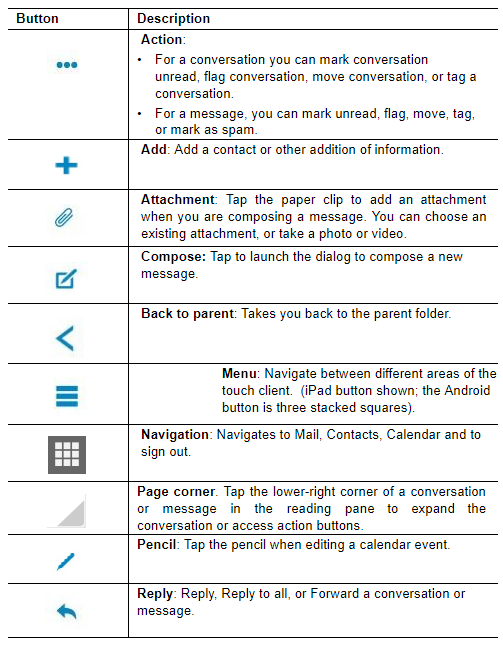 Button Description
Action:
• For a conversation you can mark conversation
unread, flag conversation, move conversation, or tag a
conversation.
• For a message, you can mark unread, flag, move, tag,
or mark as spam.
Add: Add a contact or other addition of information.
Attachment: Tap the paper clip to add an attachment
when you are composing a message. You can choose an
existing attachment, or take a photo or video.
Compose: Tap to launch the dialog to compose a new
message.
Back to parent: Takes you back to the parent folder.
Menu: Navigate between different areas of the
touch client. (iPad button shown; the Android
button is three stacked squares).
Navigation: Navigates to Mail, Contacts, Calendar and to
sign out.
Page corner. Tap the lower-right corner of a conversation
or message in the reading pane to expand the
conversation or access action buttons.
Pencil: Tap the pencil when editing a calendar event.
Reply: Reply, Reply to all, or Forward a conversation or
message.